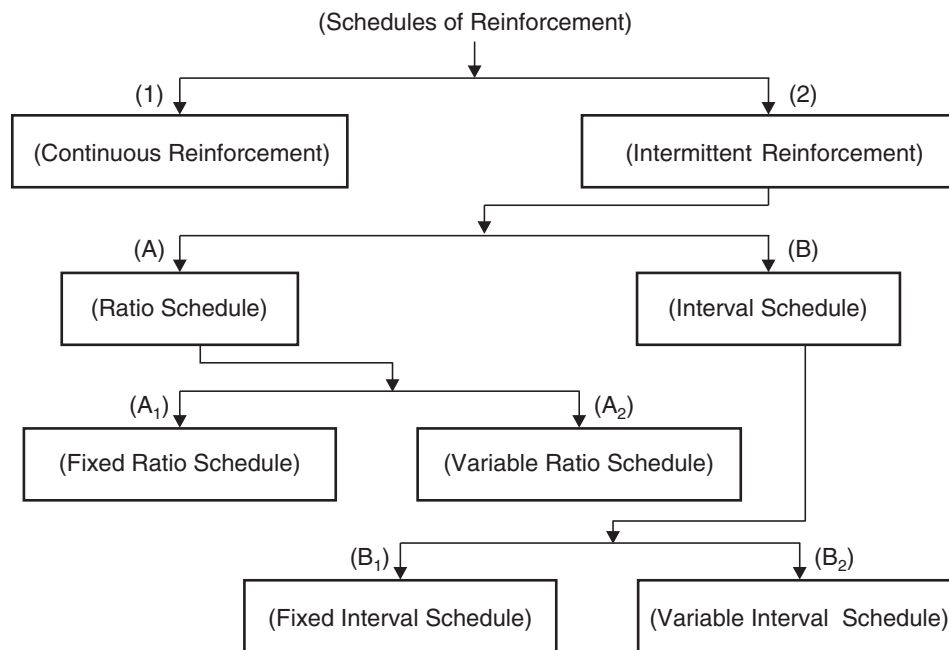 (Schedules of Reinforcement)
(1)
(2)
(Continuous Reinforcement)
(Intermittent Reinforcement)
(A)
(B)
(Ratio Schedule)
(Interval Schedule)
(A₁)
(A₂)
(Fixed Ratio Schedule)
(Variable Ratio Schedule)
(B₁)
(B₂)
(Fixed Interval Schedule)
(Variable Interval Schedule)